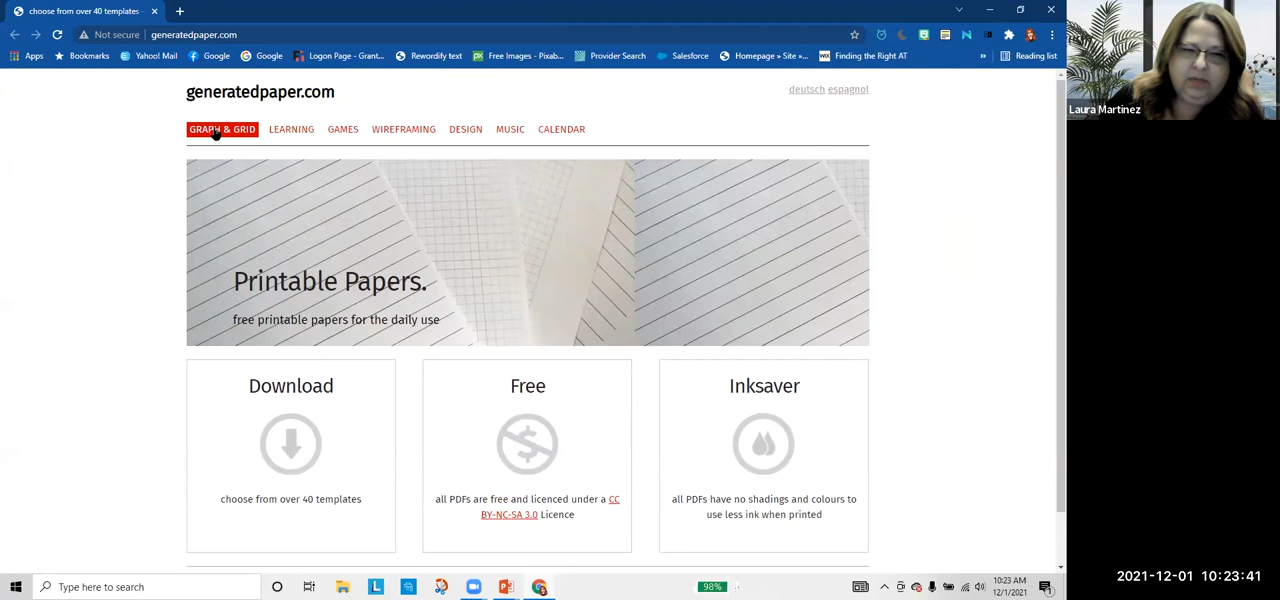 choose from over 40 templates -
Not secure
generatedpaper.com
Apps
Bookmarks
Yahoo! Mail
Google
Google
Logon Page - Grant...
Rewordify text
Free Images - Pixab...
Provider Search
Salesforce
Homepage » Site »...
WIX
Finding the Right AT
»
Reading list
Laura Martinez
generatedpaper.com
deutsch espagnol
GRAPH & GRID LEARNING GAMES WIREFRAMING DESIGN MUSIC CALENDAR
Printable Papers.
free printable papers for the daily use
Download
Free
Inksaver
choose from over 40 templates
all PDFs are free and licenced under a CC
BY-NC-SA 3.0 Licence
all PDFs have no shadings and colours to
use less ink when printed
Type here to search
98%
10:23 AM
12/1/2021
2021-12-01 10:23:41